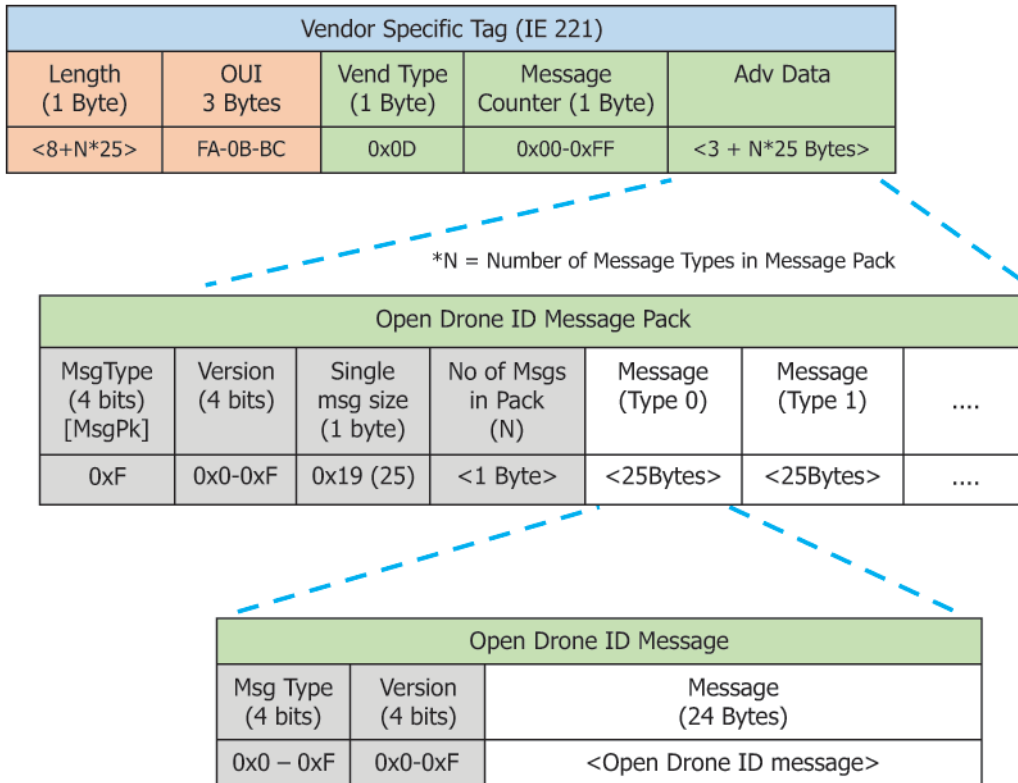 Vendor Specific Tag (IE 221)
Length (1 Byte) OUI 3 Bytes Vend Type (1 Byte) Message Counter (1 Byte) Adv Data
<8+N*25> FA-0B-BC 0x0D 0x00-0xFF <3 + N*25 Bytes>
*N = Number of Message Types in Message Pack
Open Drone ID Message Pack
MsgType (4 bits) [MsgPk] Version (4 bits) Single msg size (1 byte) No of Msgs in Pack (N) Message (Type 0) Message (Type 1) ....
0xF 0x0-0xF 0x19 (25) <1 Byte> <25Bytes> <25Bytes> ....
Open Drone ID Message
Msg Type (4 bits) Version (4 bits) Message (24 Bytes)
0x0 – 0xF 0x0-0xF <Open Drone ID message>